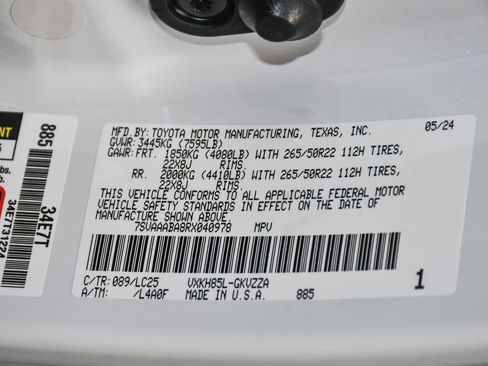 MFD.BY:TOYOTA MOTOR MANUFACTURING, TEXAS, INC. 05/24
GVWR:3445KG (7595LB)
GAWR:FRT. 1850KG (4080LB) WITH 265/50R22 112H TIRES,
22X8J RIMS.
RR. 2000KG (4410LB) WITH 265/50R22 112H TIRES,
22X8J RIMS.
THIS VEHICLE CONFORMS TO ALL APPLICABLE FEDERAL MOTOR
VEHICLE SAFETY STANDARDS IN EFFECT ON THE DATE OF
MANUFACTURE SHOWN ABOVE.
7SVAAABA8RX040978 MPV
C/TR:089/LC25 VXKH85L-GKVZZA
A/TM: /L4A0F MADE IN U.S.A. 885
1
885
34E7T
34E7T31224